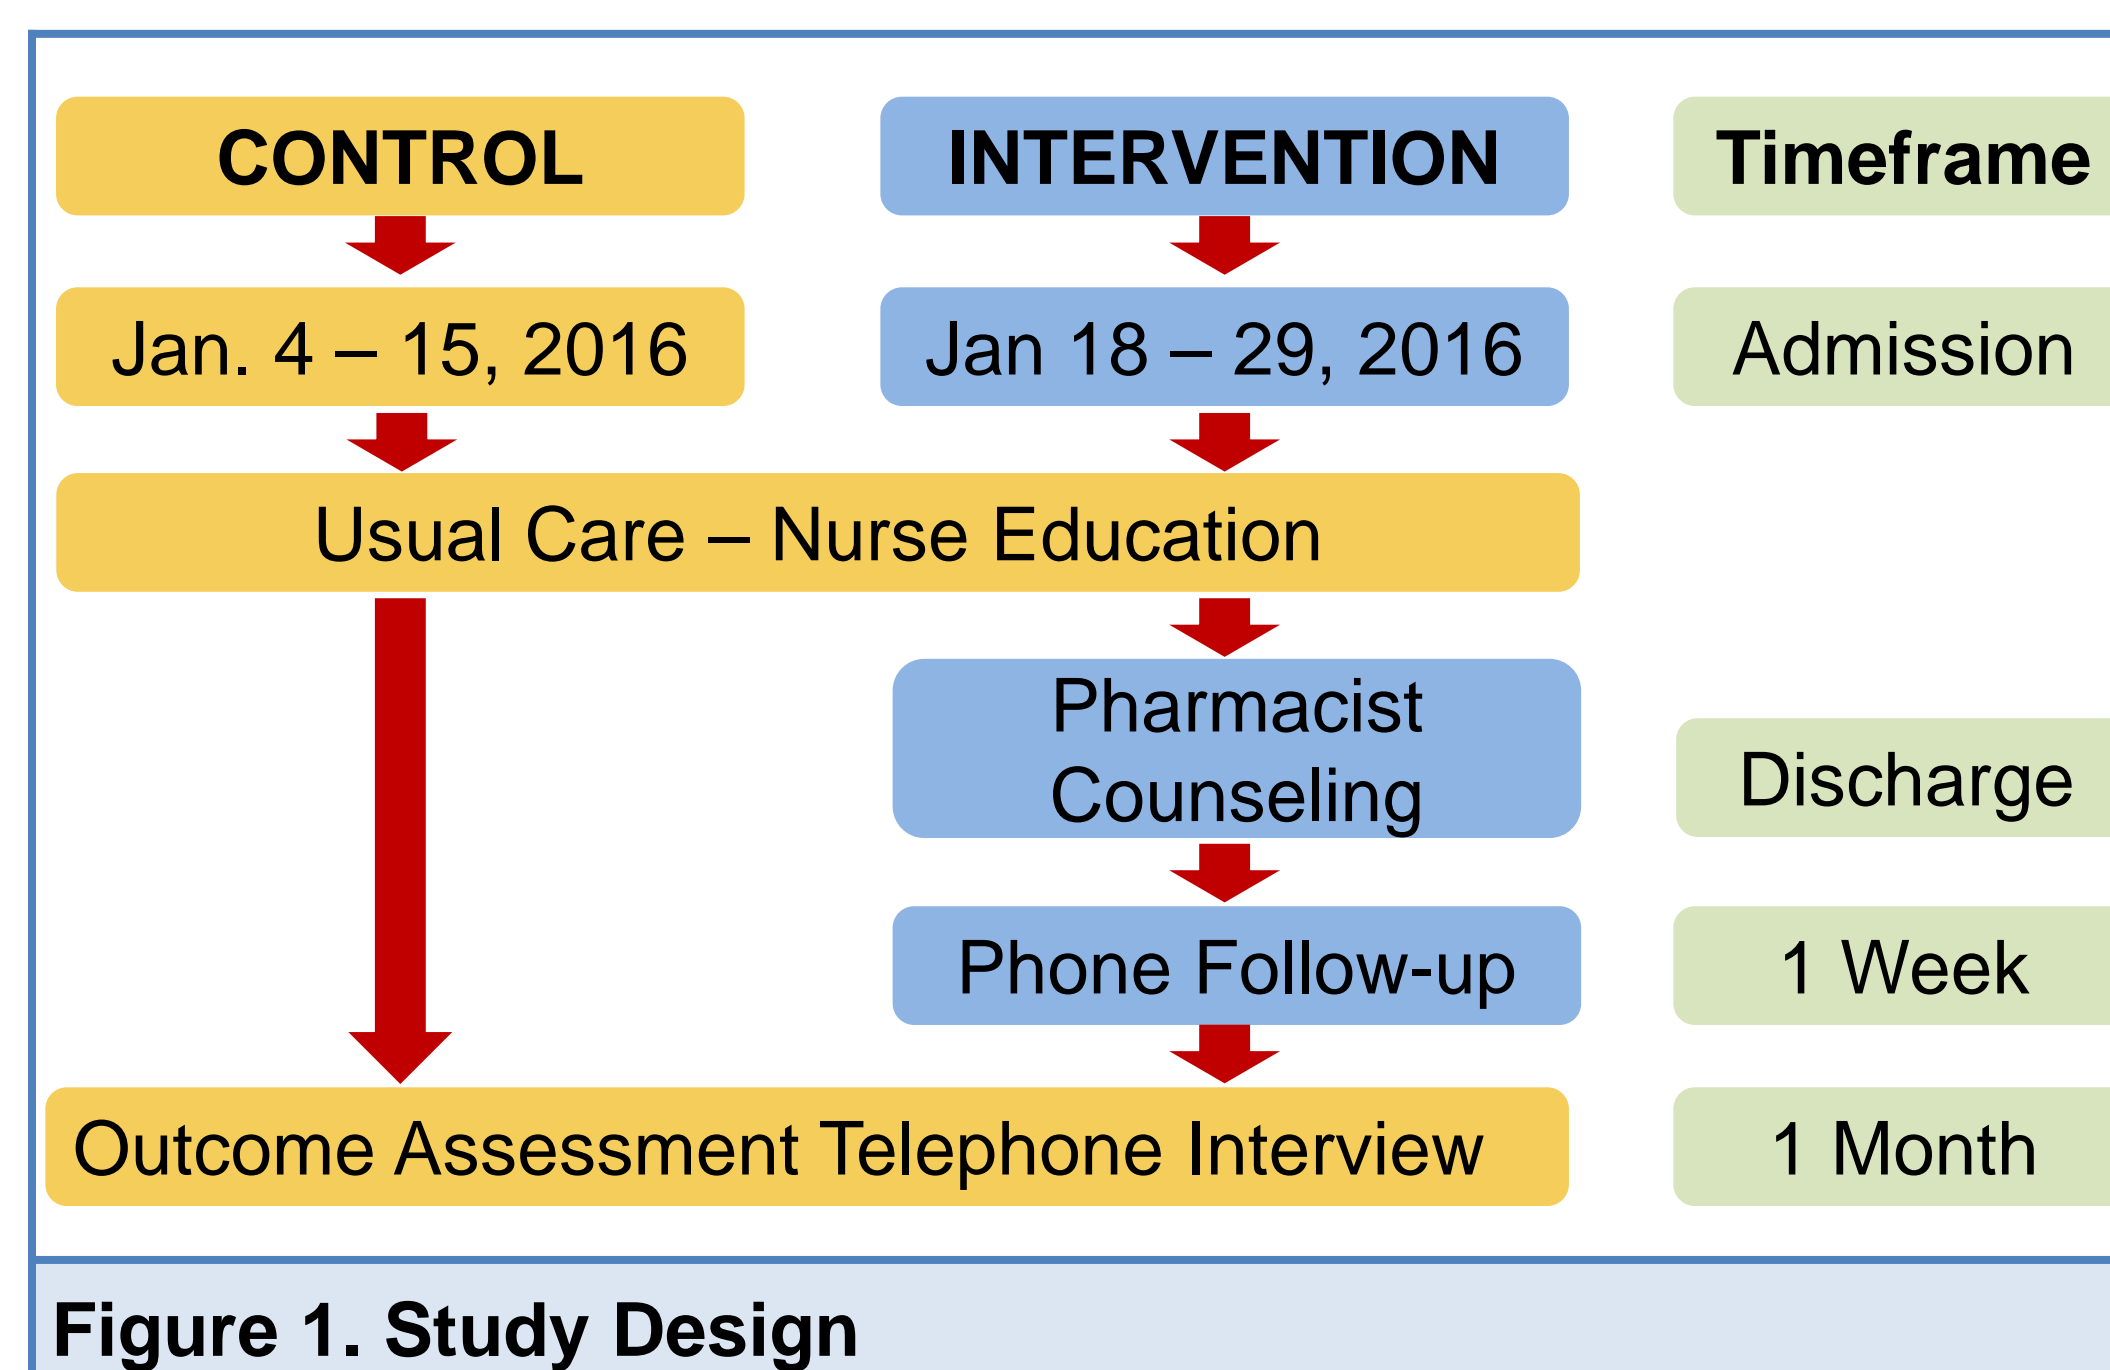 CONTROL
INTERVENTION
Timeframe
Jan. 4 – 15, 2016
Jan 18 – 29, 2016
Admission
Usual Care – Nurse Education
Pharmacist
Counseling
Discharge
Phone Follow-up
1 Week
Outcome Assessment Telephone Interview
1 Month
Figure 1. Study Design